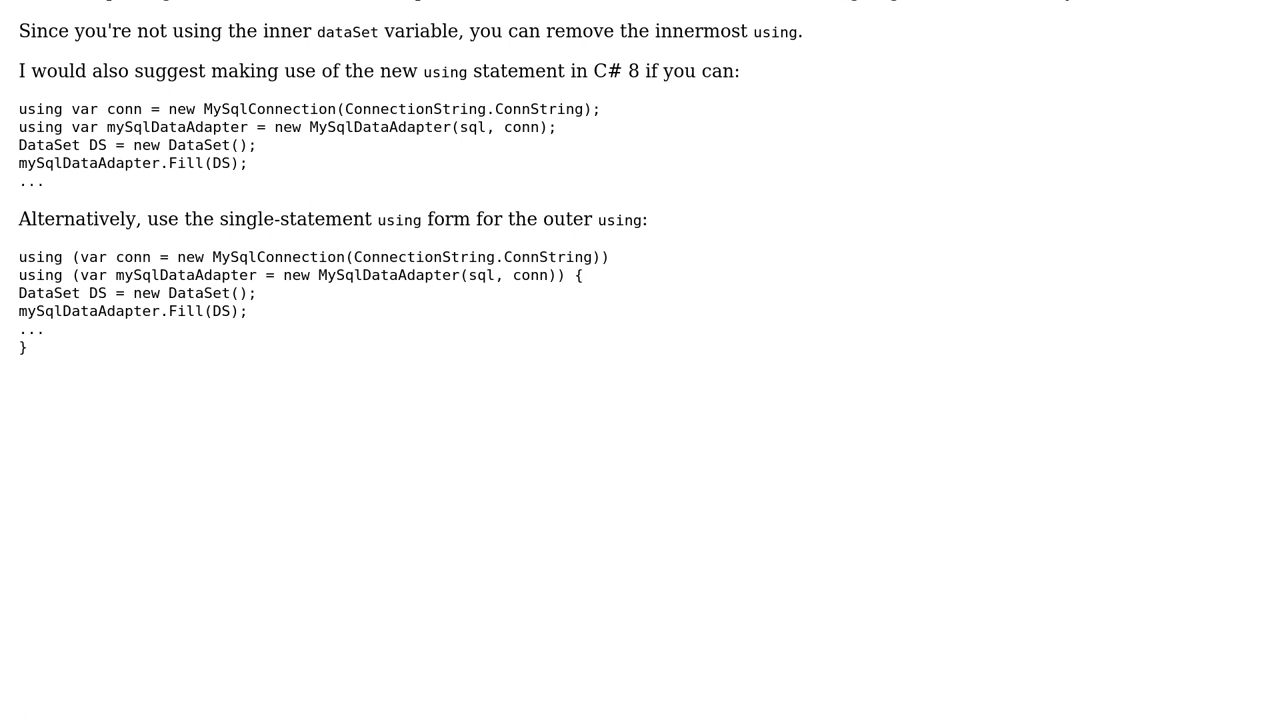 Since you're not using the inner dataSet variable, you can remove the innermost using.
I would also suggest making use of the new using statement in C# 8 if you can:
using var conn = new MySqlConnection(ConnectionString.ConnString);
using var mySqlDataAdapter = new MySqlDataAdapter(sql, conn);
DataSet DS = new DataSet();
mySqlDataAdapter.Fill(DS);
...
Alternatively, use the single-statement using form for the outer using:
using (var conn = new MySqlConnection(ConnectionString.ConnString))
using (var mySqlDataAdapter = new MySqlDataAdapter(sql, conn)) {
DataSet DS = new DataSet();
mySqlDataAdapter.Fill(DS);
...
}